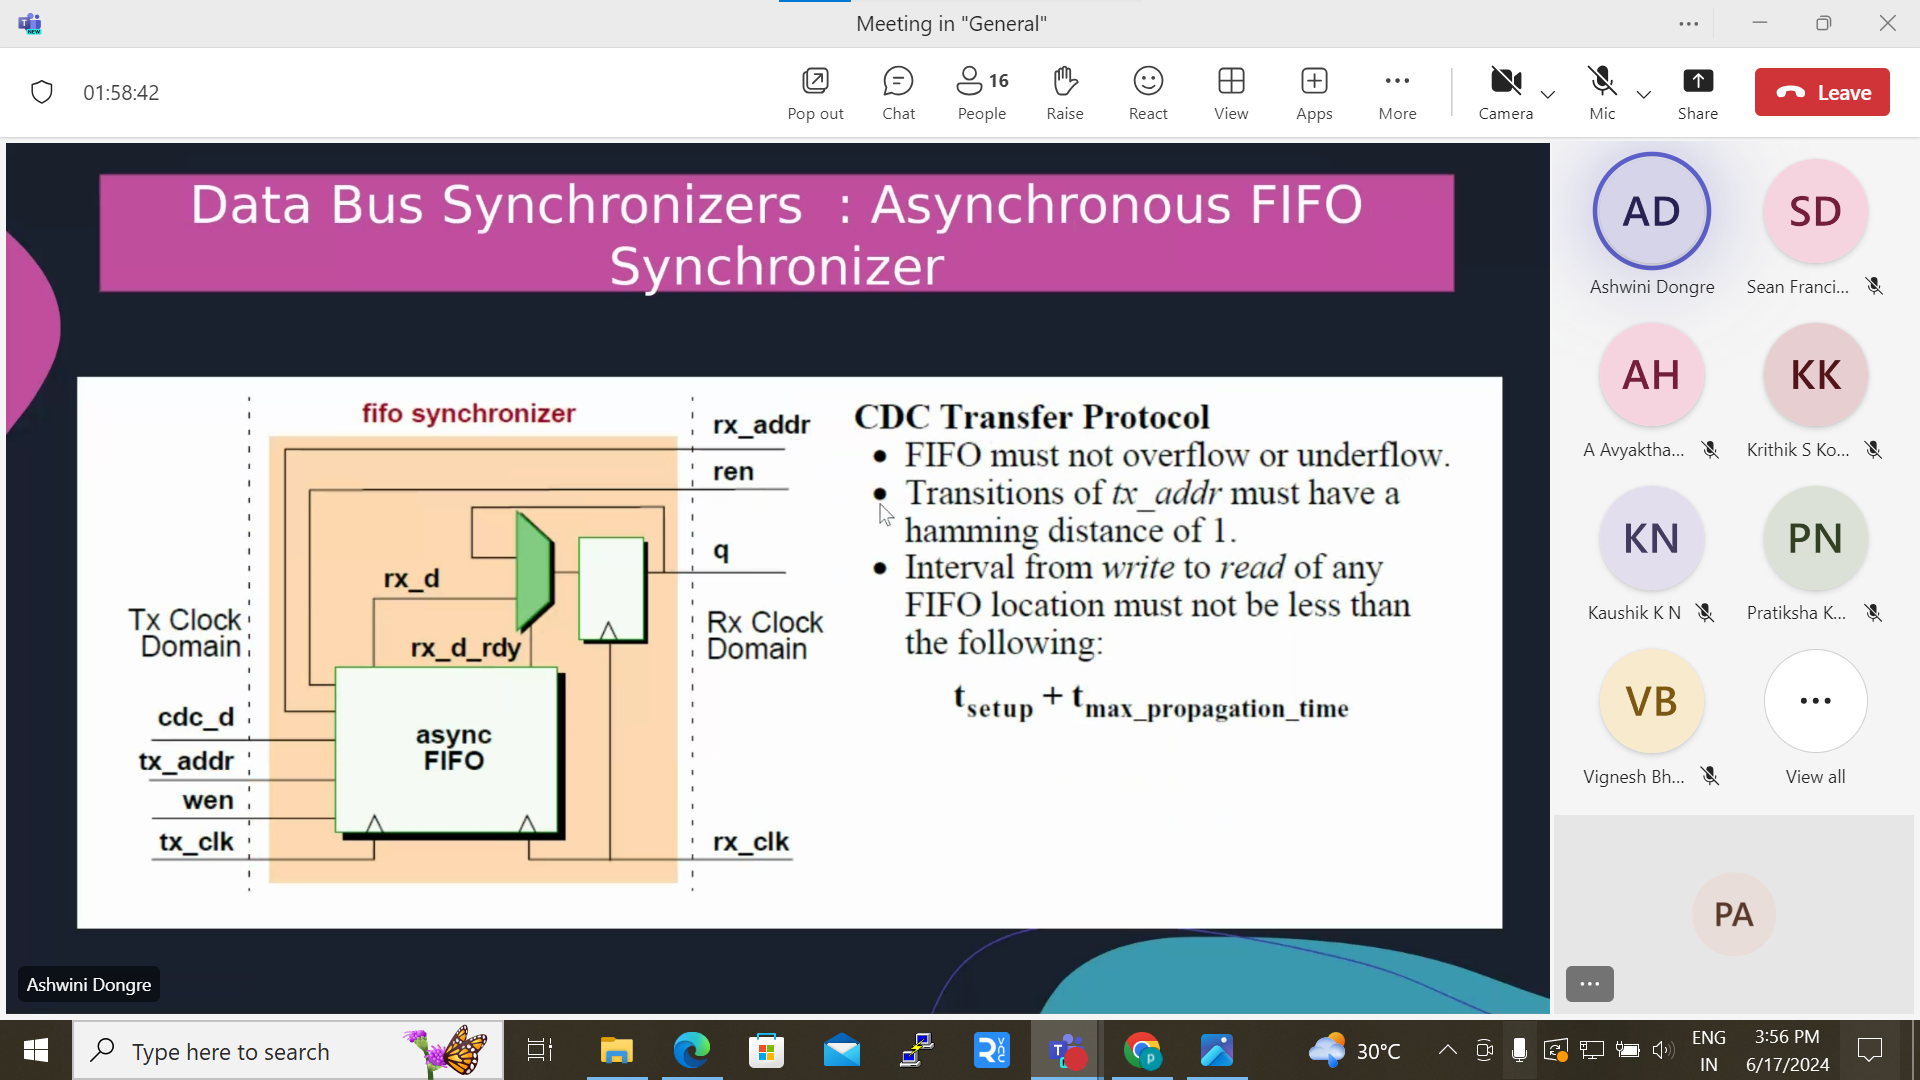 Meeting in "General"
01:58:42
Pop out
Chat
16
People
Raise
React
View
Apps
More
Camera
Mic
Share
Leave
Data Bus Synchronizers : Asynchronous FIFO
Synchronizer
fifo synchronizer
rx_addr
ren
q
rx_d
rx_d_rdy
Tx Clock
Domain
Rx Clock
Domain
cdc_d
tx_addr
wen
tx_clk
async
FIFO
rx_clk
CDC Transfer Protocol
• FIFO must not overflow or underflow.
• Transitions of tx_addr must have a
hamming distance of 1.
• Interval from write to read of any
FIFO location must not be less than
the following:
tsetup + tmax_propagation_time
Ashwini Dongre
AD
Ashwini Dongre
SD
Sean Franci...
AH
A Avyaktha...
KK
Krithik S Ko...
KN
Kaushik K N
PN
Pratiksha K...
VB
Vignesh Bh...
View all
PA
Type here to search
30°C
ENG
IN
3:56 PM
6/17/2024